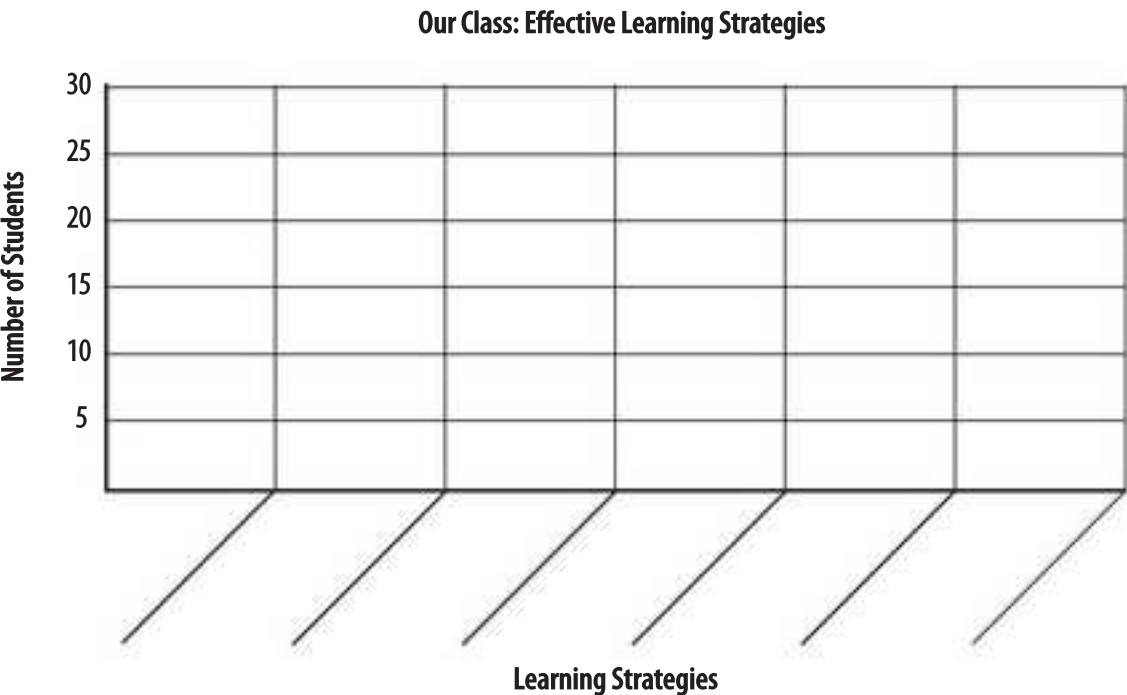 Our Class: Effective Learning Strategies
30
25
20
15
10
5
Number of Students
Learning Strategies